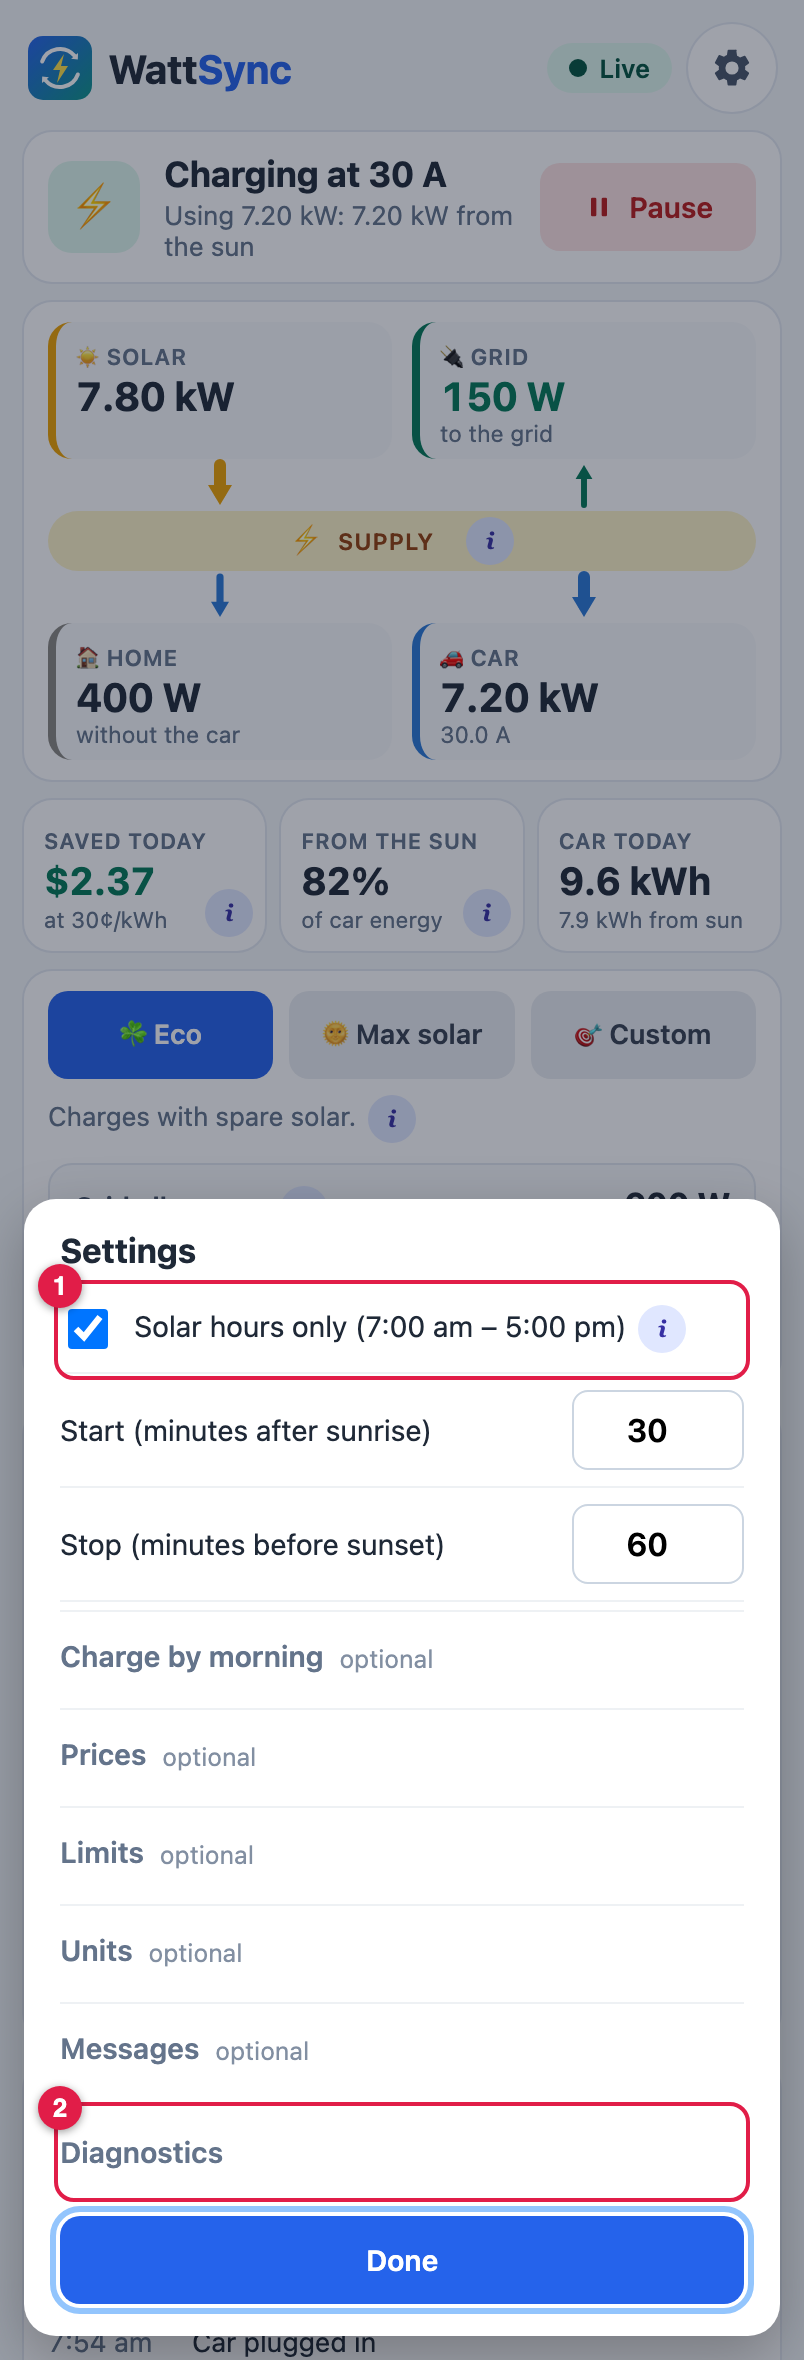 WattSync
Live
Charging at 30 A
Using 7.20 kW: 7.20 kW from
the sun
Pause
SOLAR
7.80 kW
GRID
150 W
to the grid
SUPPLY
i
HOME
400 W
without the car
CAR
7.20 kW
30.0 A
SAVED TODAY
$2.37
at 30¢/kWh
i
FROM THE SUN
82%
of car energy
i
CAR TODAY
9.6 kWh
7.9 kWh from sun
Eco
Max solar
Custom
Charges with spare solar.
i
Settings
1
Solar hours only (7:00 am – 5:00 pm)
i
Start (minutes after sunrise)
30
Stop (minutes before sunset)
60
Charge by morning optional
Prices optional
Limits optional
Units optional
Messages optional
2
Diagnostics
Done
7:54 am Car plugged in